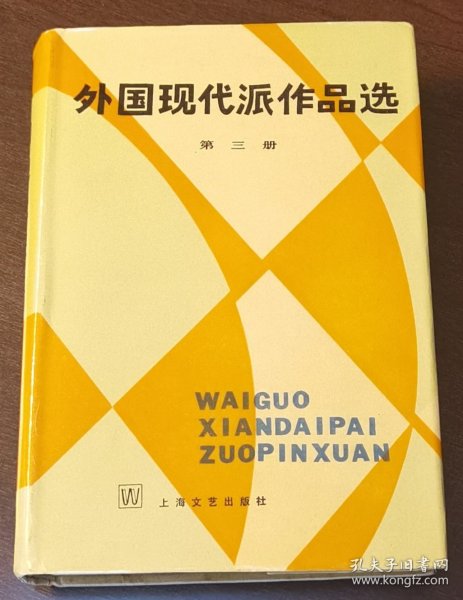 外国现代派作品选
第三册
WAIGUO
XIANDAIPAI
ZUOPINXUAN
W 上海文艺出版社
孔夫子旧书网
www.kongfz.com